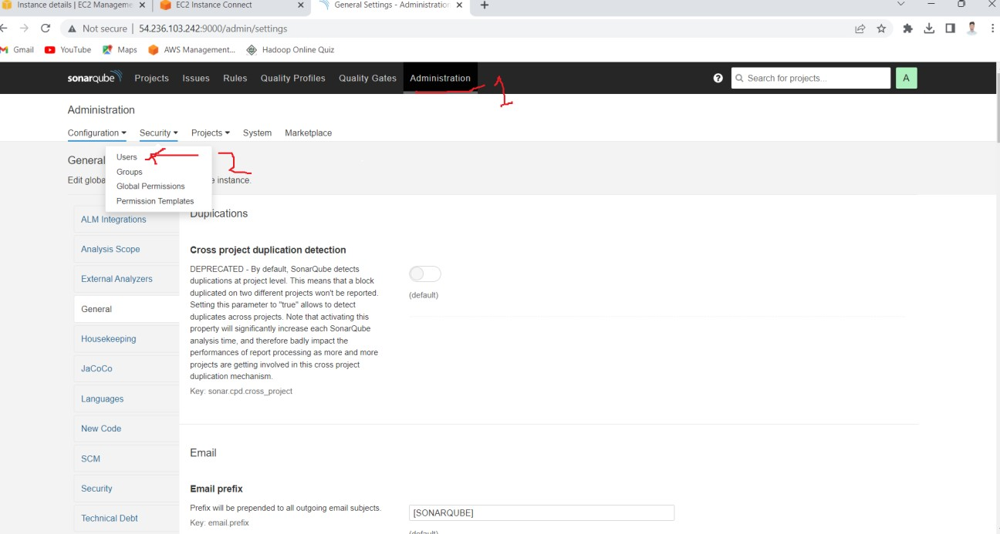 Instance details | EC2 Manageme
EC2 Instance Connect
General Settings - Administration
Not secure | 54.236.103.242:9000/admin/settings
Gmail YouTube Maps AWS Management... Hadoop Online Quiz
sonarqube Projects Issues Rules Quality Profiles Quality Gates Administration ? Search for projects... A
1
Administration
Configuration Security Projects System Marketplace
Users
2
Groups
Global Permissions
Permission Templates
General
Edit globa
e instance.
ALM Integrations
Analysis Scope
External Analyzers
General
Housekeeping
JaCoCo
Languages
New Code
SCM
Security
Technical Debt
Duplications
Cross project duplication detection
DEPRECATED - By default, SonarQube detects
duplications at project level. This means that a block
duplicated on two different projects won't be reported.
Setting this parameter to "true" allows to detect
duplicates across projects. Note that activating this
property will significantly increase each SonarQube
analysis time, and therefore badly impact the
performances of report processing as more and more
projects are getting involved in this cross project
duplication mechanism.
Key: sonar.cpd.cross_project
(default)
Email
Email prefix
Prefix will be prepended to all outgoing email subjects.
Key: email.prefix
[SONARQUBE]
(default)